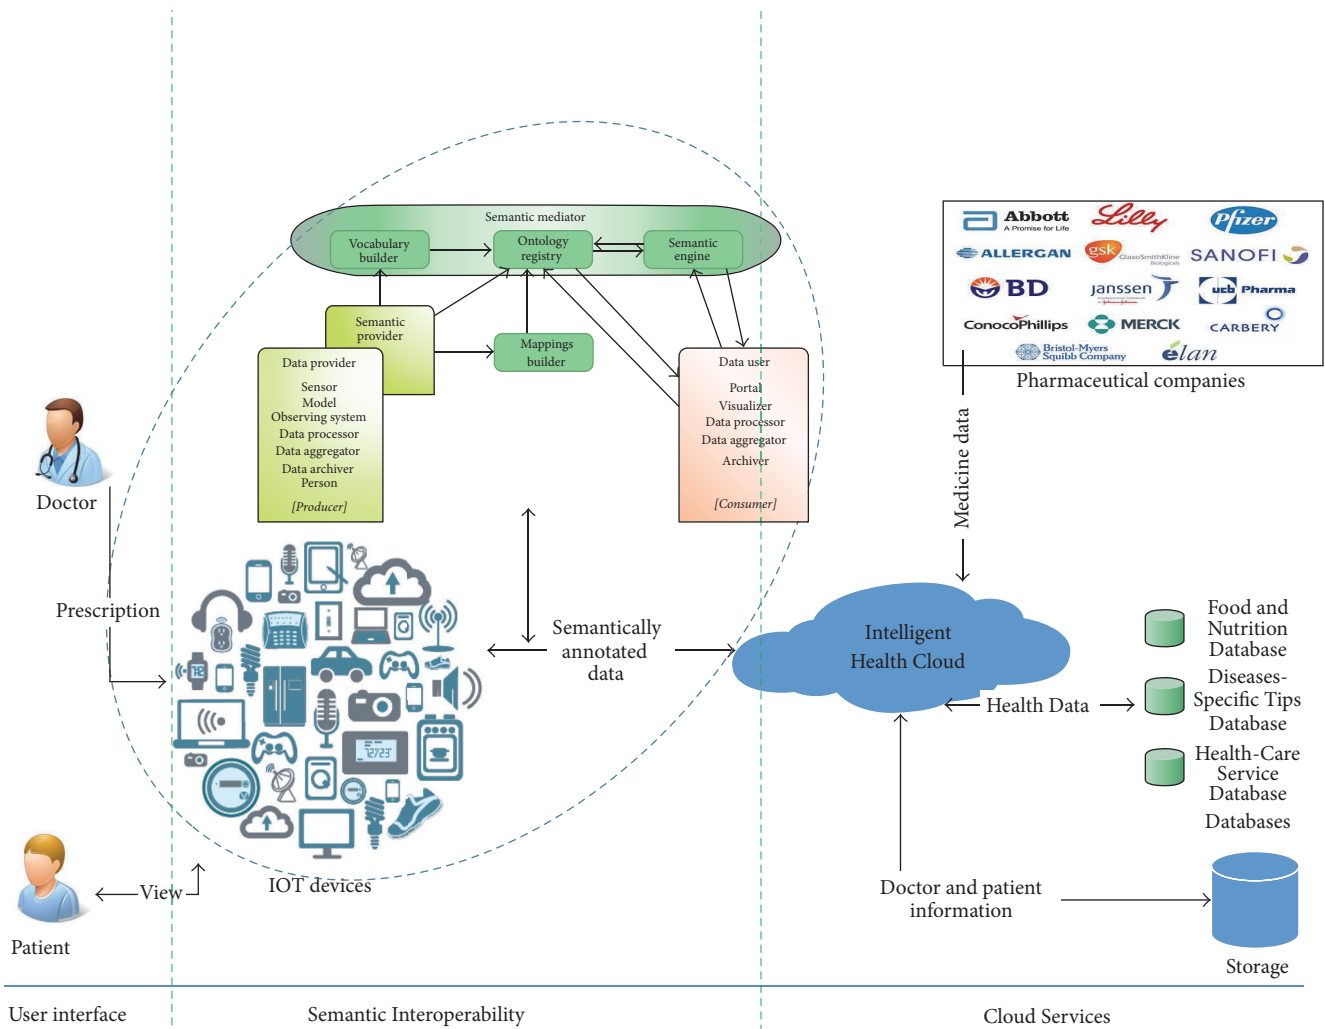 Semantic mediator
Vocabulary
builder
Ontology
registry
Semantic
engine
Semantic
provider
Mappings
builder
Data provider
Sensor
Model
Observing system
Data processor
Data aggregator
Data archiver
Person
[Producer]
Data user
Portal
Visualizer
Data processor
Data aggregator
Archiver
[Consumer]
Abbott
A Promise for Life
Lilly
Pfizer
ALLERGAN
gsk GlaxoSmithKline
Biologicals
SANOFI
BD
janssen
ucb Pharma
ConocoPhillips
MERCK
CARBERY
Bristol-Myers
Squibb Company
élan
Pharmaceutical companies
Medicine data
Doctor
Prescription
Semantically
annotated
data
Intelligent
Health Cloud
Health Data
Food and
Nutrition
Database
Diseases-
Specific Tips
Database
Health-Care
Service
Database
Databases
Patient
View
IOT devices
Doctor and patient
information
Storage
User interface
Semantic Interoperability
Cloud Services